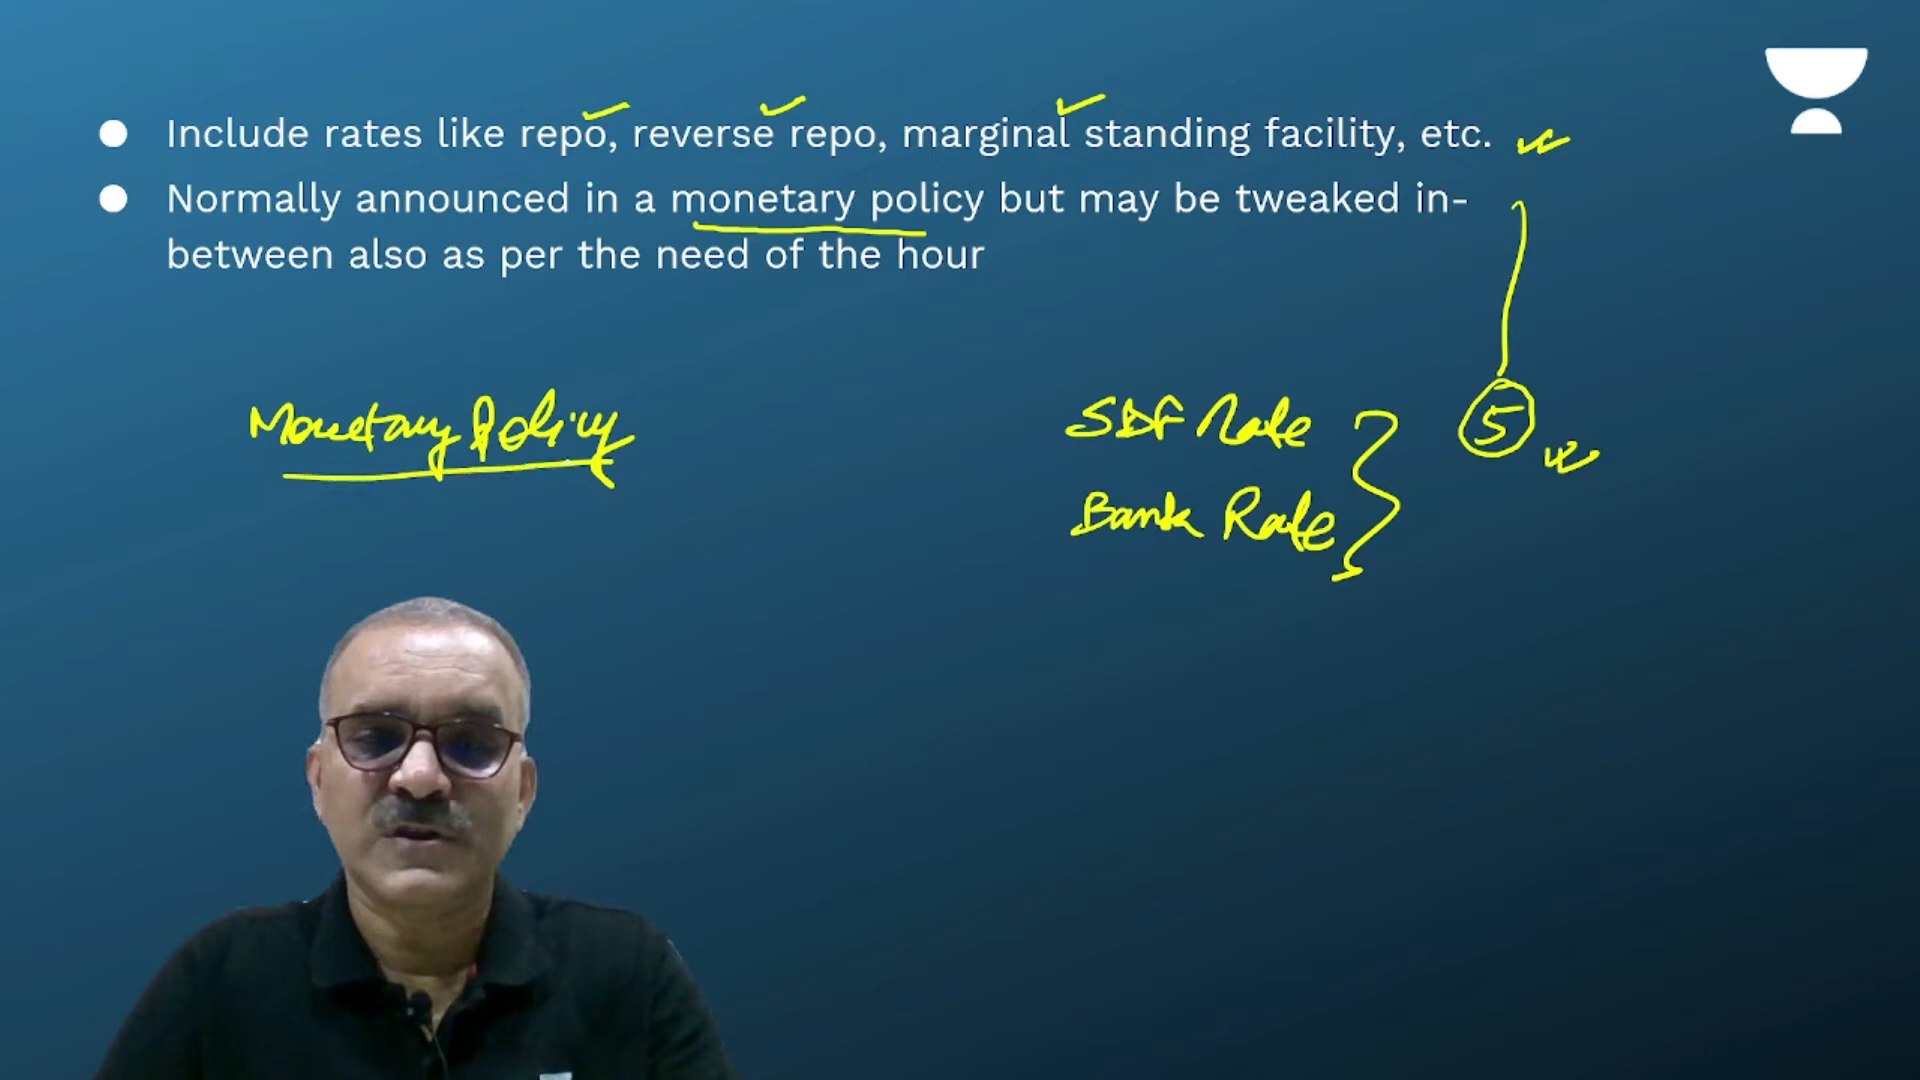 ● Include rates like repo, reverse repo, marginal standing facility, etc.
● Normally announced in a monetary policy but may be tweaked in-
between also as per the need of the hour
Monetary Policy
SDF Rate
5
Bank Rate